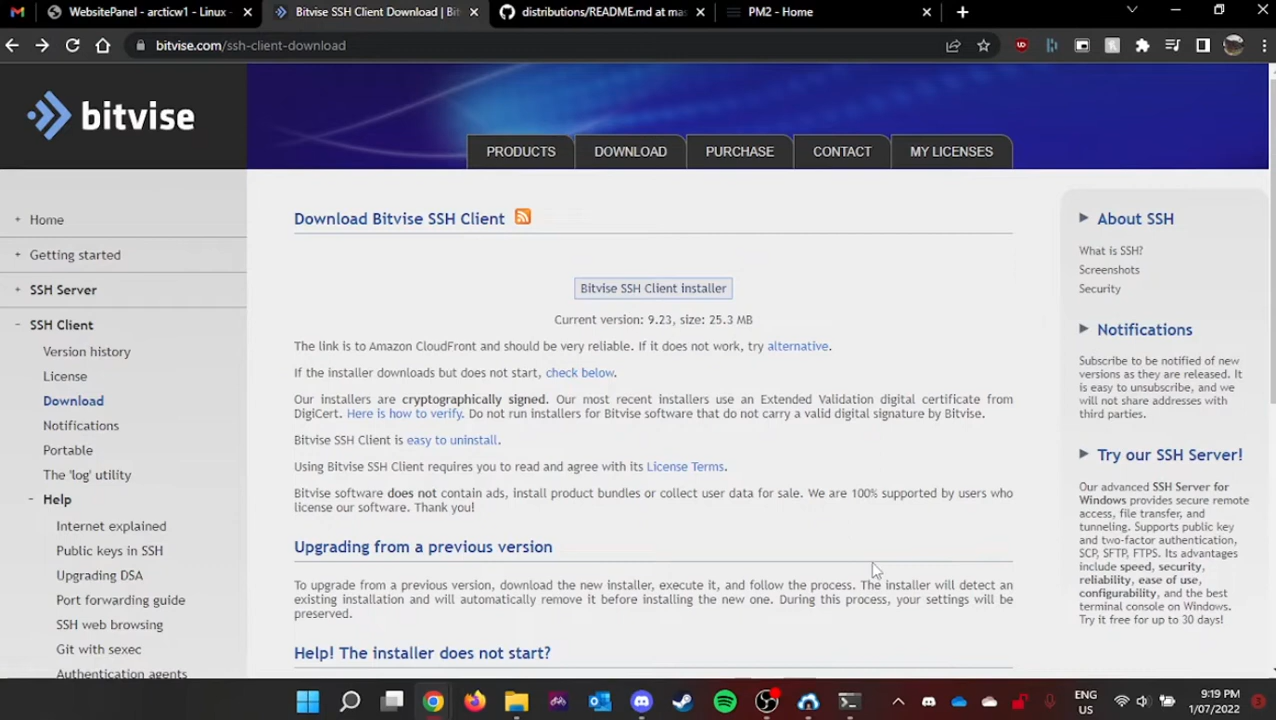 WebsitePanel - arcticw1 - Linux -
Bitvise SSH Client Download | Bit
distributions/README.md at mas
PM2 - Home
bitvise.com/ssh-client-download
bitvise
PRODUCTS
DOWNLOAD
PURCHASE
CONTACT
MY LICENSES
Home
Getting started
SSH Server
SSH Client
Version history
License
Download
Notifications
Portable
The 'log' utility
Help
Internet explained
Public keys in SSH
Upgrading DSA
Port forwarding guide
SSH web browsing
Git with sexec
Authentication agents
Download Bitvise SSH Client
Bitvise SSH Client installer
Current version: 9.23, size: 25.3 MB
The link is to Amazon CloudFront and should be very reliable. If it does not work, try alternative.
If the installer downloads but does not start, check below.
Our installers are cryptographically signed. Our most recent installers use an Extended Validation digital certificate from
DigiCert. Here is how to verify. Do not run installers for Bitvise software that do not carry a valid digital signature by Bitvise.
Bitvise SSH Client is easy to uninstall.
Using Bitvise SSH Client requires you to read and agree with its License Terms.
Bitvise software does not contain ads, install product bundles or collect user data for sale. We are 100% supported by users who
license our software. Thank you!
Upgrading from a previous version
To upgrade from a previous version, download the new installer, execute it, and follow the process. The installer will detect an
existing installation and will automatically remove it before installing the new one. During this process, your settings will be
preserved.
Help! The installer does not start?
About SSH
What is SSH?
Screenshots
Security
Notifications
Subscribe to be notified of new
versions as they are released. It
is easy to unsubscribe, and we
will not share addresses with
third parties.
Try our SSH Server!
Our advanced SSH Server for
Windows provides secure remote
access, file transfer, and
tunneling. Supports public key
and two-factor authentication,
SCP, SFTP, FTPS. Its advantages
include speed, security,
reliability, ease of use,
configurability, and the best
terminal console on Windows.
Try it free for up to 30 days!
ENG
US
9:19 PM
1/07/2022